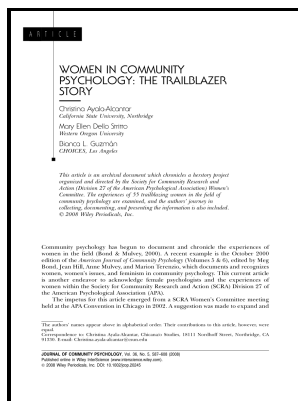 ARTICLE
WOMEN IN COMMUNITY
PSYCHOLOGY: THE TRAILBLAZER
STORY
Christina Ayala-Alcantar
California State University, Northridge
Mary Ellen Dello Stritto
Western Oregon University
Bianca L. Guzmán
CHOICES, Los Angeles
This article is an archival document which chronicles a herstory project
organized and directed by the Society for Community Research and
Action (Division 27 of the American Psychological Association) Women's
Committee. The experiences of 55 trailblazing women in the field of
community psychology are examined, and the authors' journey in
collecting, documenting, and presenting the information is also included.
© 2008 Wiley Periodicals, Inc.
Community psychology has begun to document and chronicle the experiences of
women in the field (Bond & Mulvey, 2000). A recent example is the October 2000
edition of the American Journal of Community Psychology (Volumes 5 & 6), edited by Meg
Bond, Jean Hill, Anne Mulvey, and Marion Terenzio, which documents and recognizes
women, women's issues, and feminism in community psychology. This current article
is another endeavor to acknowledge female psychologists and the experiences of
women within the Society for Community Research and Action (SCRA) Division 27 of
the American Psychological Association (APA).
The impetus for this article emerged from a SCRA Women's Committee meeting
held at the APA Convention in Chicago in 2002. A suggestion was made to expand and
The authors' names appear above in alphabetical order. Their contributions to this article, however, were
equal.
Correspondence to: Christina Ayala-Alcantar, Chicana/o Studies, 18111 Nordhoff Street, Northridge, CA
91330. E-mail: Christina.ayala-alcantar@csun.edu
JOURNAL OF COMMUNITY PSYCHOLOGY, Vol. 36, No. 5, 587–608 (2008)
Published online in Wiley InterScience (www.interscience.wiley.com).
© 2008 Wiley Periodicals, Inc. DOI: 10.1002/jcop.20245